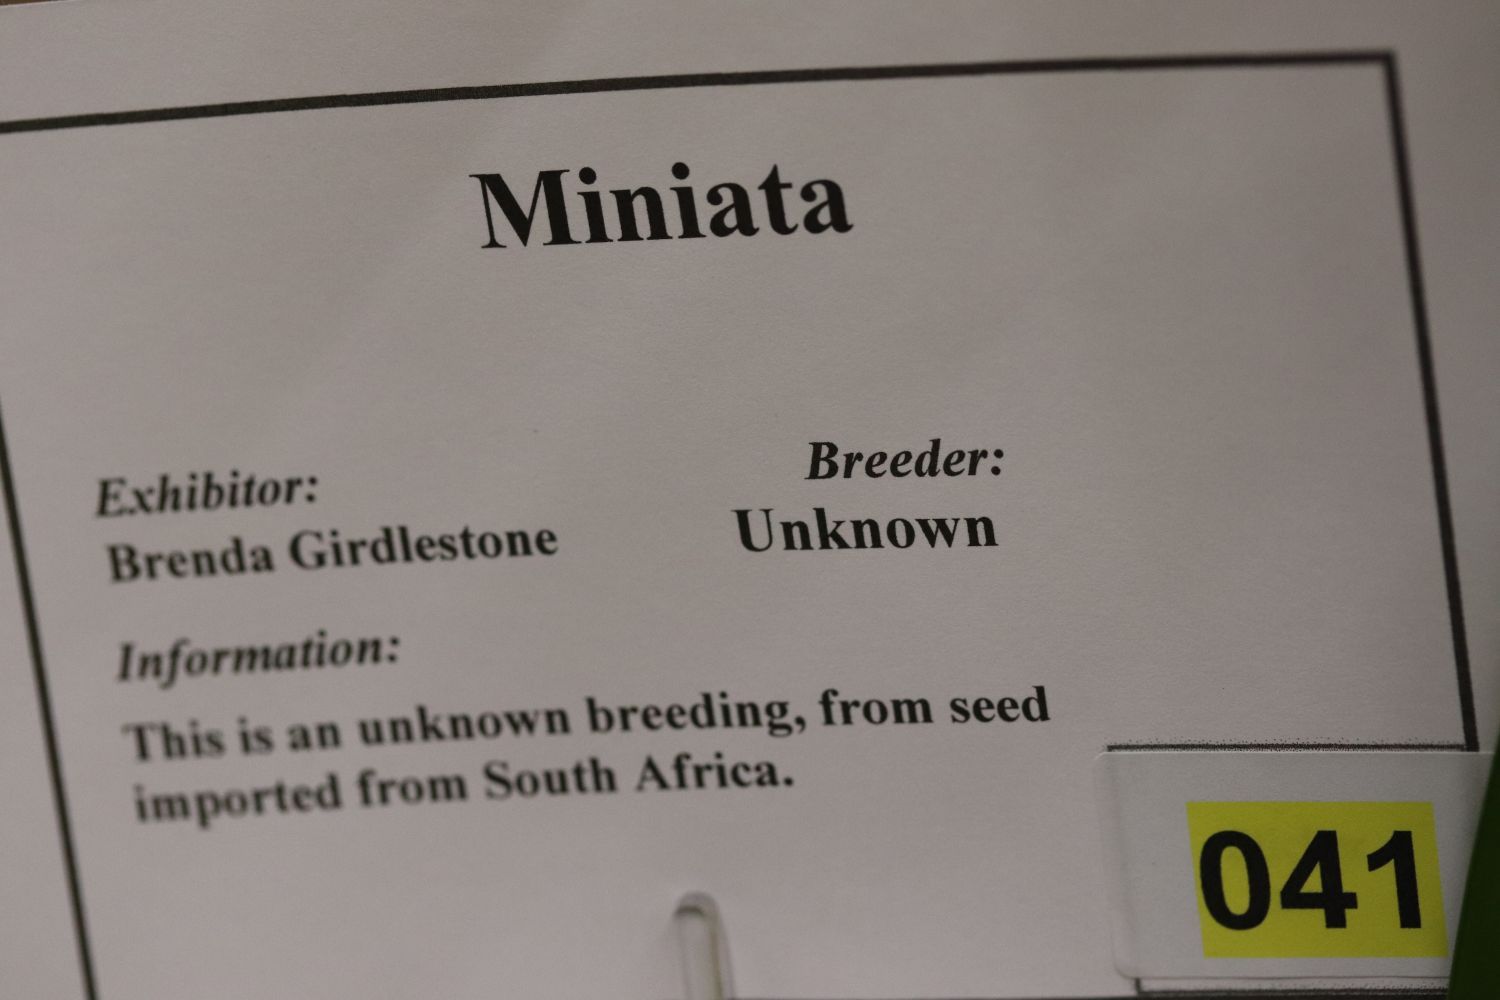 Miniata
Exhibitor:
Brenda Girdlestone
Breeder:
Unknown
Information:
This is an unknown breeding, from seed
imported from South Africa.
041